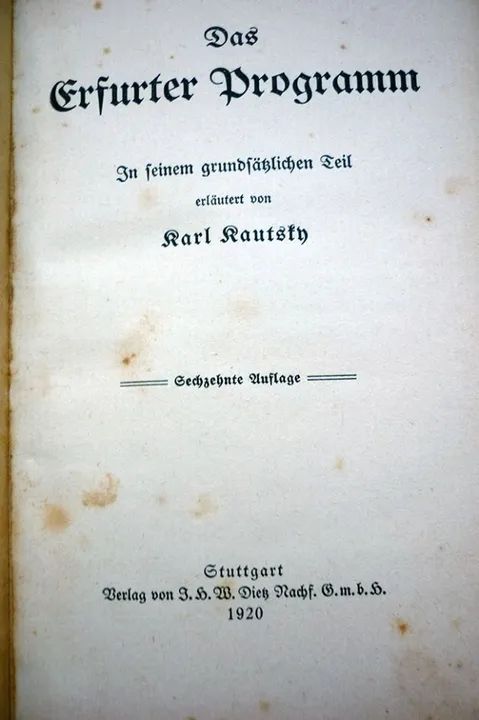 Das
Erfurter Programm
In seinem grundsätzlichen Teil
erläutert von
Karl Kautsky
Sechzehnte Auflage
Stuttgart
Verlag von J. H. W. Dietz Nachf. G. m. b. H.
1920